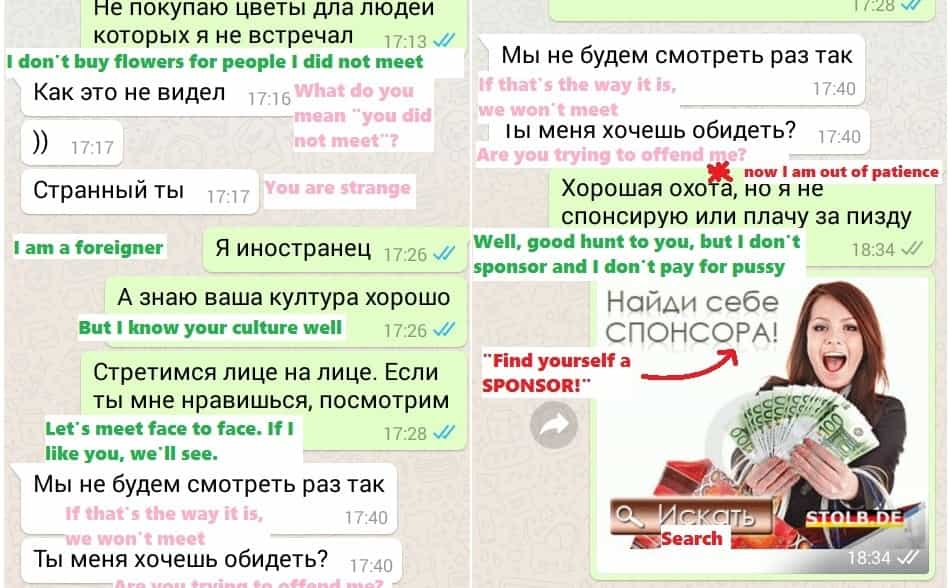 Не покупаю цветы дла людей
которых я не встречал 17:13
I don't buy flowers for people I did not meet
Как это не видел 17:16
What do you
mean "you did
not meet"?
)) 17:17
Странный ты 17:17
You are strange
I am a foreigner
Я иностранец 17:26
А знаю ваша културa хорошо
But I know your culture well
17:26
Стретимся лице на лице. Если
ты мне нравишься, посмотрим
Let's meet face to face. If I
like you, we'll see.
17:28
Мы не будем смотреть раз так
If that's the way it is,
we won't meet
17:40
Ты меня хочешь обидеть? 17:40
Are you trying to offend me?
17:28
Мы не будем смотреть раз так
If that's the way it is,
we won't meet
17:40
Ты меня хочешь обидеть? 17:40
Are you trying to offend me?
now I am out of patience
Хорошая охота, но я не
спонсирую или плачу за пизду
Well, good hunt to you, but I don't
sponsor and I don't pay for pussy
18:34
Найди себе
СПОНСОРА!
"Find yourself a
SPONSOR!"
100
Искать
Search
STOLB.DE
18:34